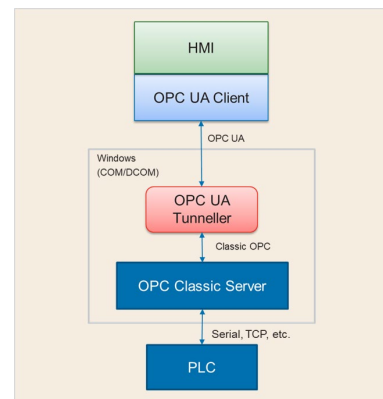 HMI
OPC UA Client
OPC UA
Windows
(COM/DCOM)
OPC UA
Tunneller
Classic OPC
OPC Classic Server
Serial, TCP, etc.
PLC